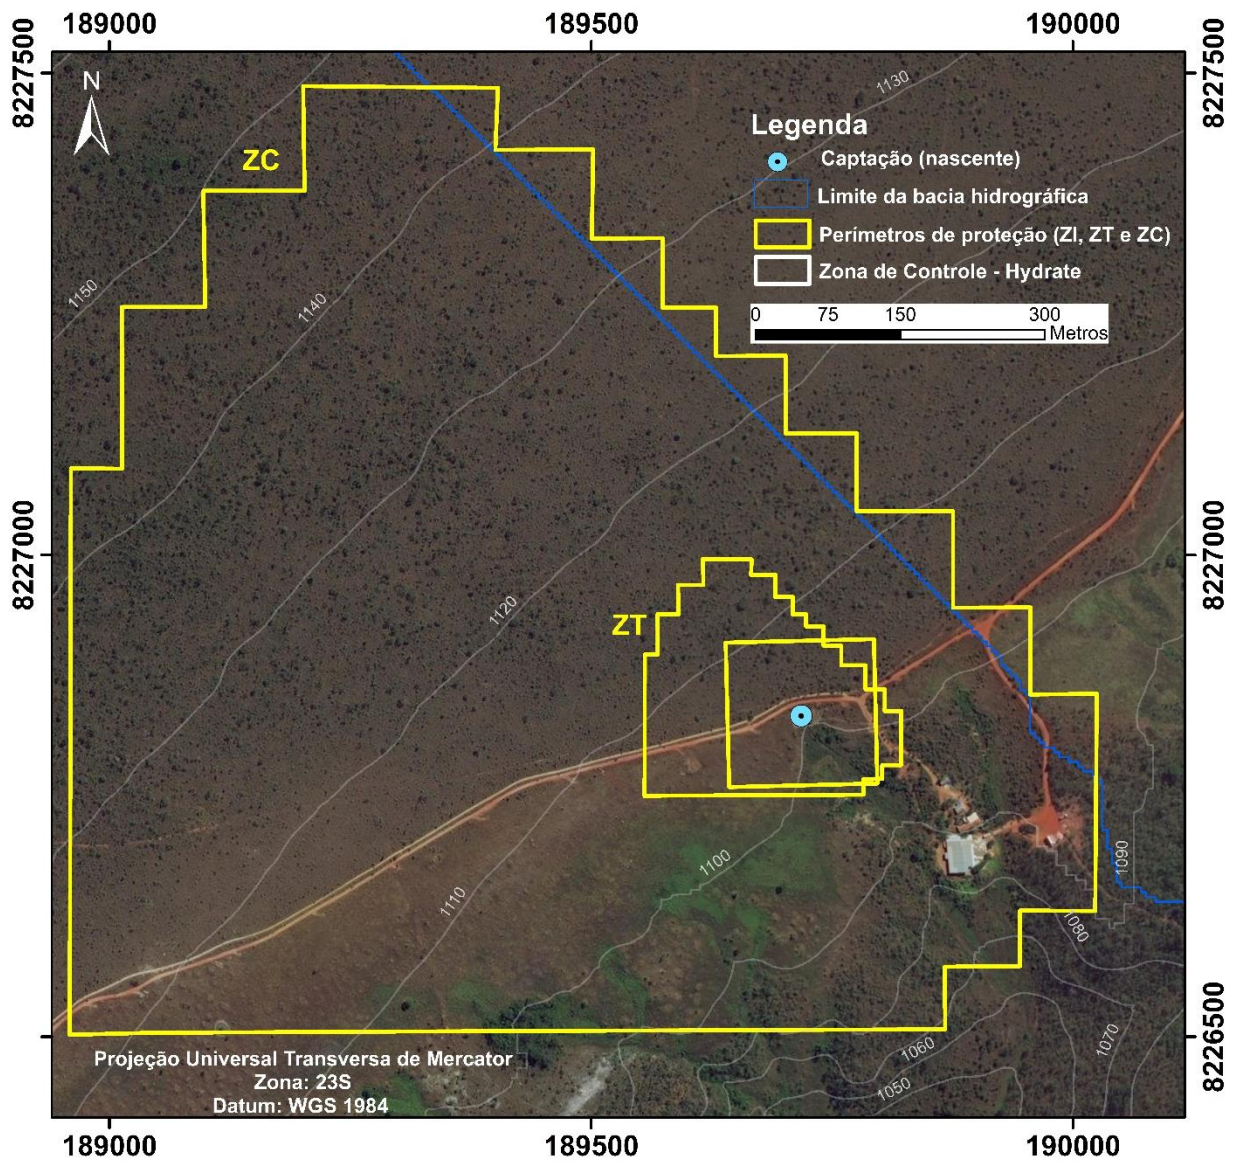 189000 189500 190000
8227500 8227500
N
1130
Legenda
ZC
Captação (nascente)
Limite da bacia hidrográfica
Perímetros de proteção (ZI, ZT e ZC)
Zona de Controle - Hydrate
1150
1140
0 75 150 300
Metros
8227000 8227000
1120
ZT
1100
1090
1110
1080
8226500 8226500
1070
1060
1050
Projeção Universal Transversa de Mercator
Zona: 23S
Datum: WGS 1984
189000 189500 190000